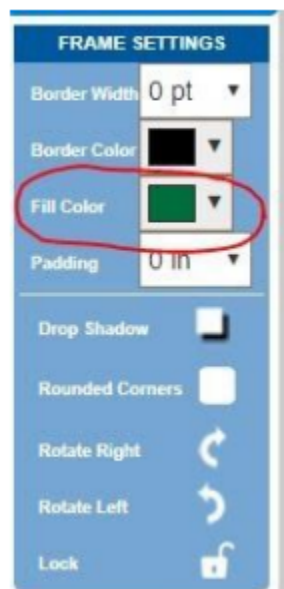 FRAME SETTINGS
Border Width 0 pt
Border Color
Fill Color
Padding 0 in
Drop Shadow
Rounded Corners
Rotate Right
Rotate Left
Lock